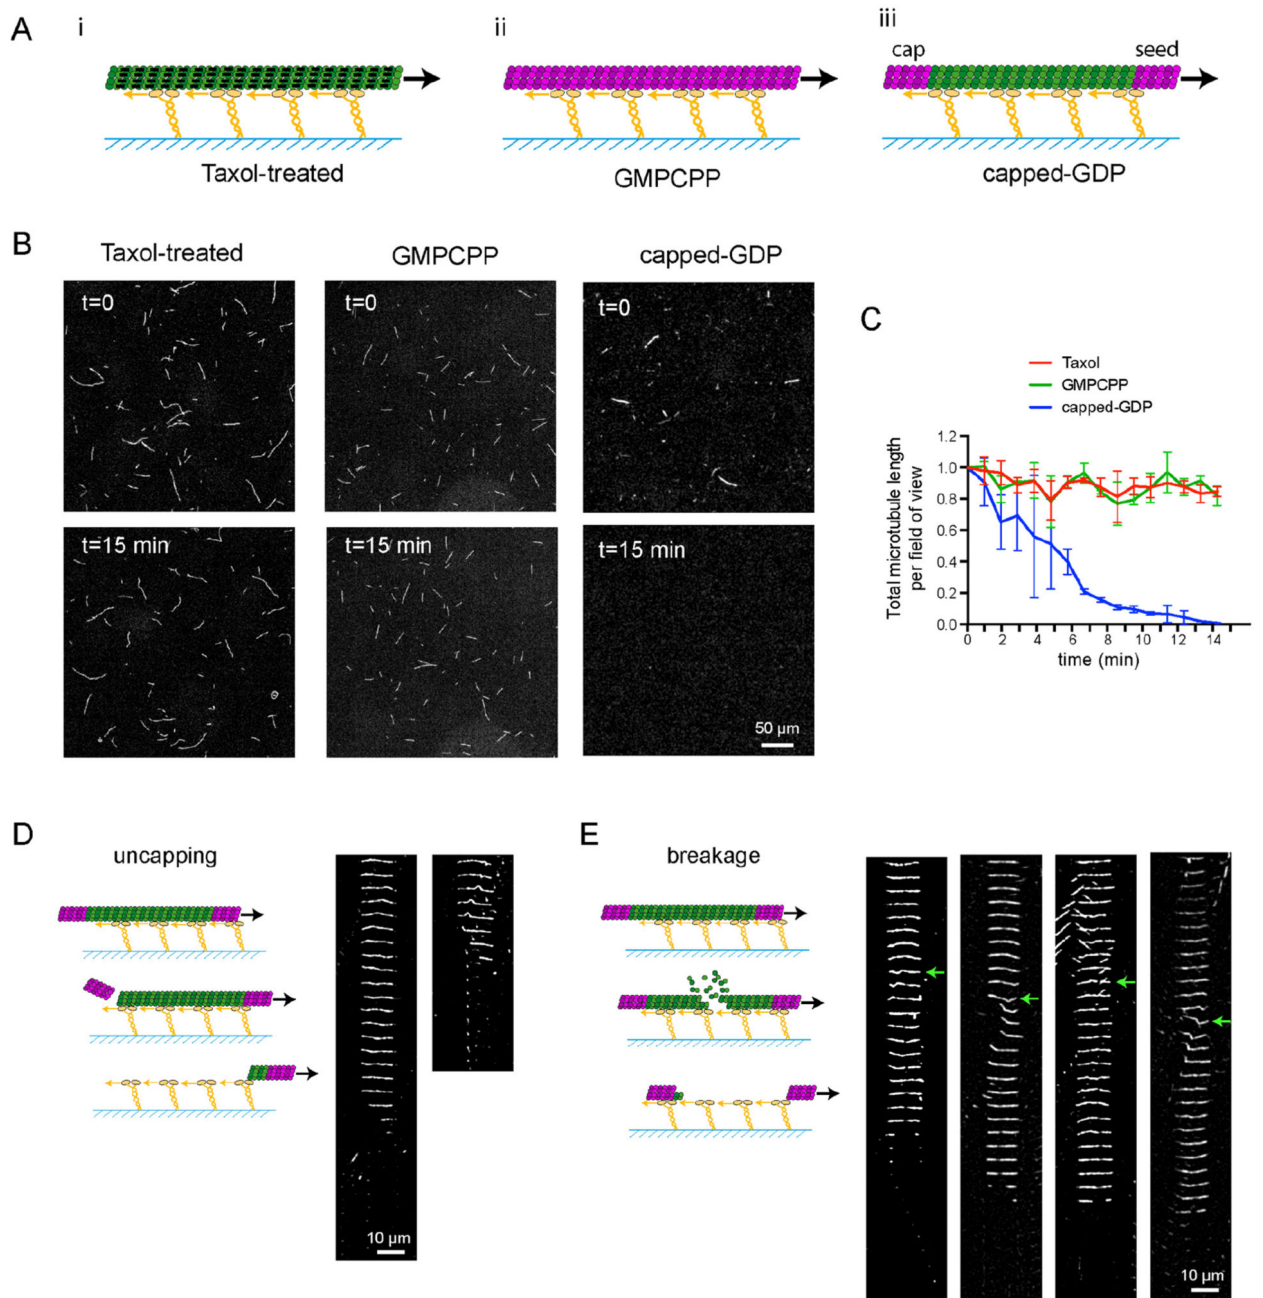 A
i
ii
iii
cap
seed
Taxol-treated
GMPCPP
capped-GDP
B
Taxol-treated
GMPCPP
capped-GDP
t=0
t=0
t=0
t=15 min
t=15 min
t=15 min
50 µm
C
Taxol
GMPCPP
capped-GDP
Total microtubule length
per field of view
1.2
1.0
0.8
0.6
0.4
0.2
0.0
0 2 4 6 8 10 12 14
time (min)
D
uncapping
10 µm
E
breakage
10 µm